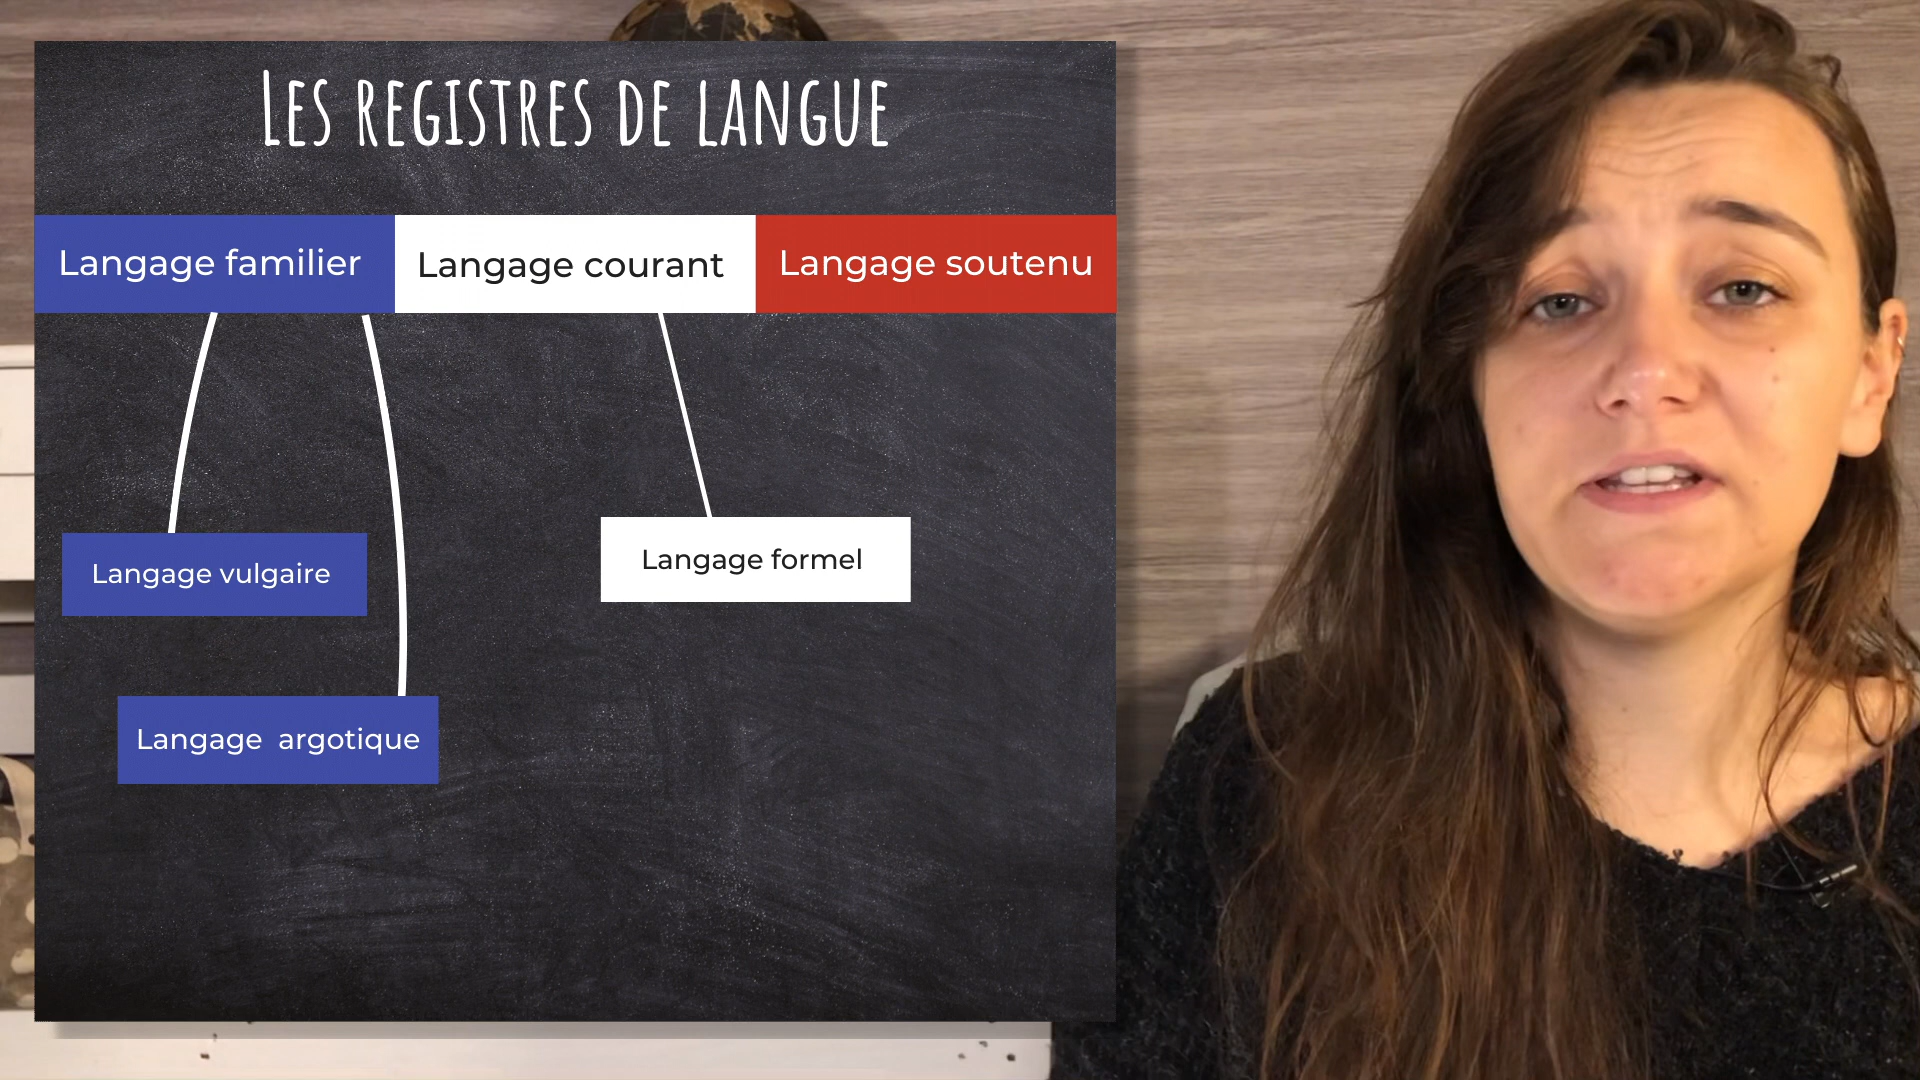 Les registres de langue
Langage familier
Langage courant
Langage soutenu
Langage formel
Langage vulgaire
Langage argotique